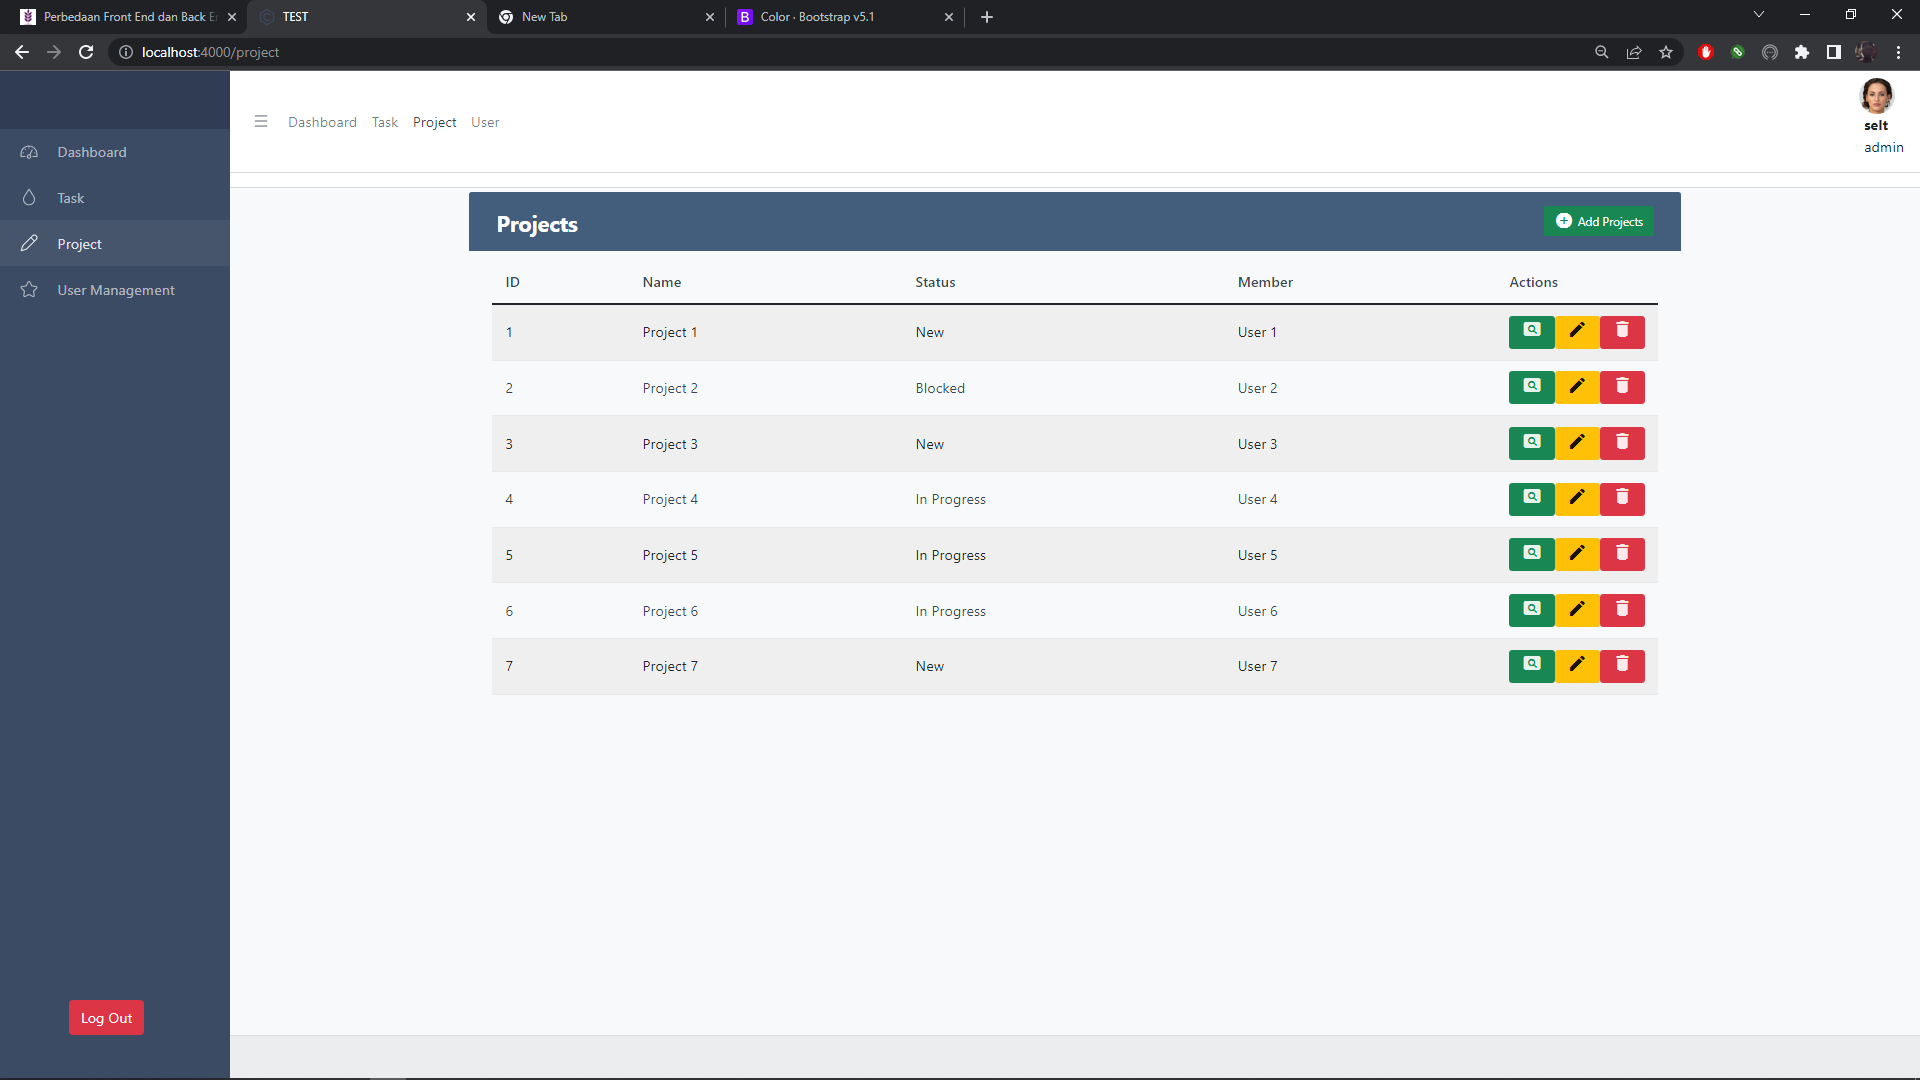 Perbedaan Front End dan Back Er
TEST
New Tab
Color · Bootstrap v5.1
localhost:4000/project
Dashboard Task Project User
selt
admin
Dashboard
Task
Project
User Management
Log Out
Projects
Add Projects
ID Name Status Member Actions
1 Project 1 New User 1
2 Project 2 Blocked User 2
3 Project 3 New User 3
4 Project 4 In Progress User 4
5 Project 5 In Progress User 5
6 Project 6 In Progress User 6
7 Project 7 New User 7